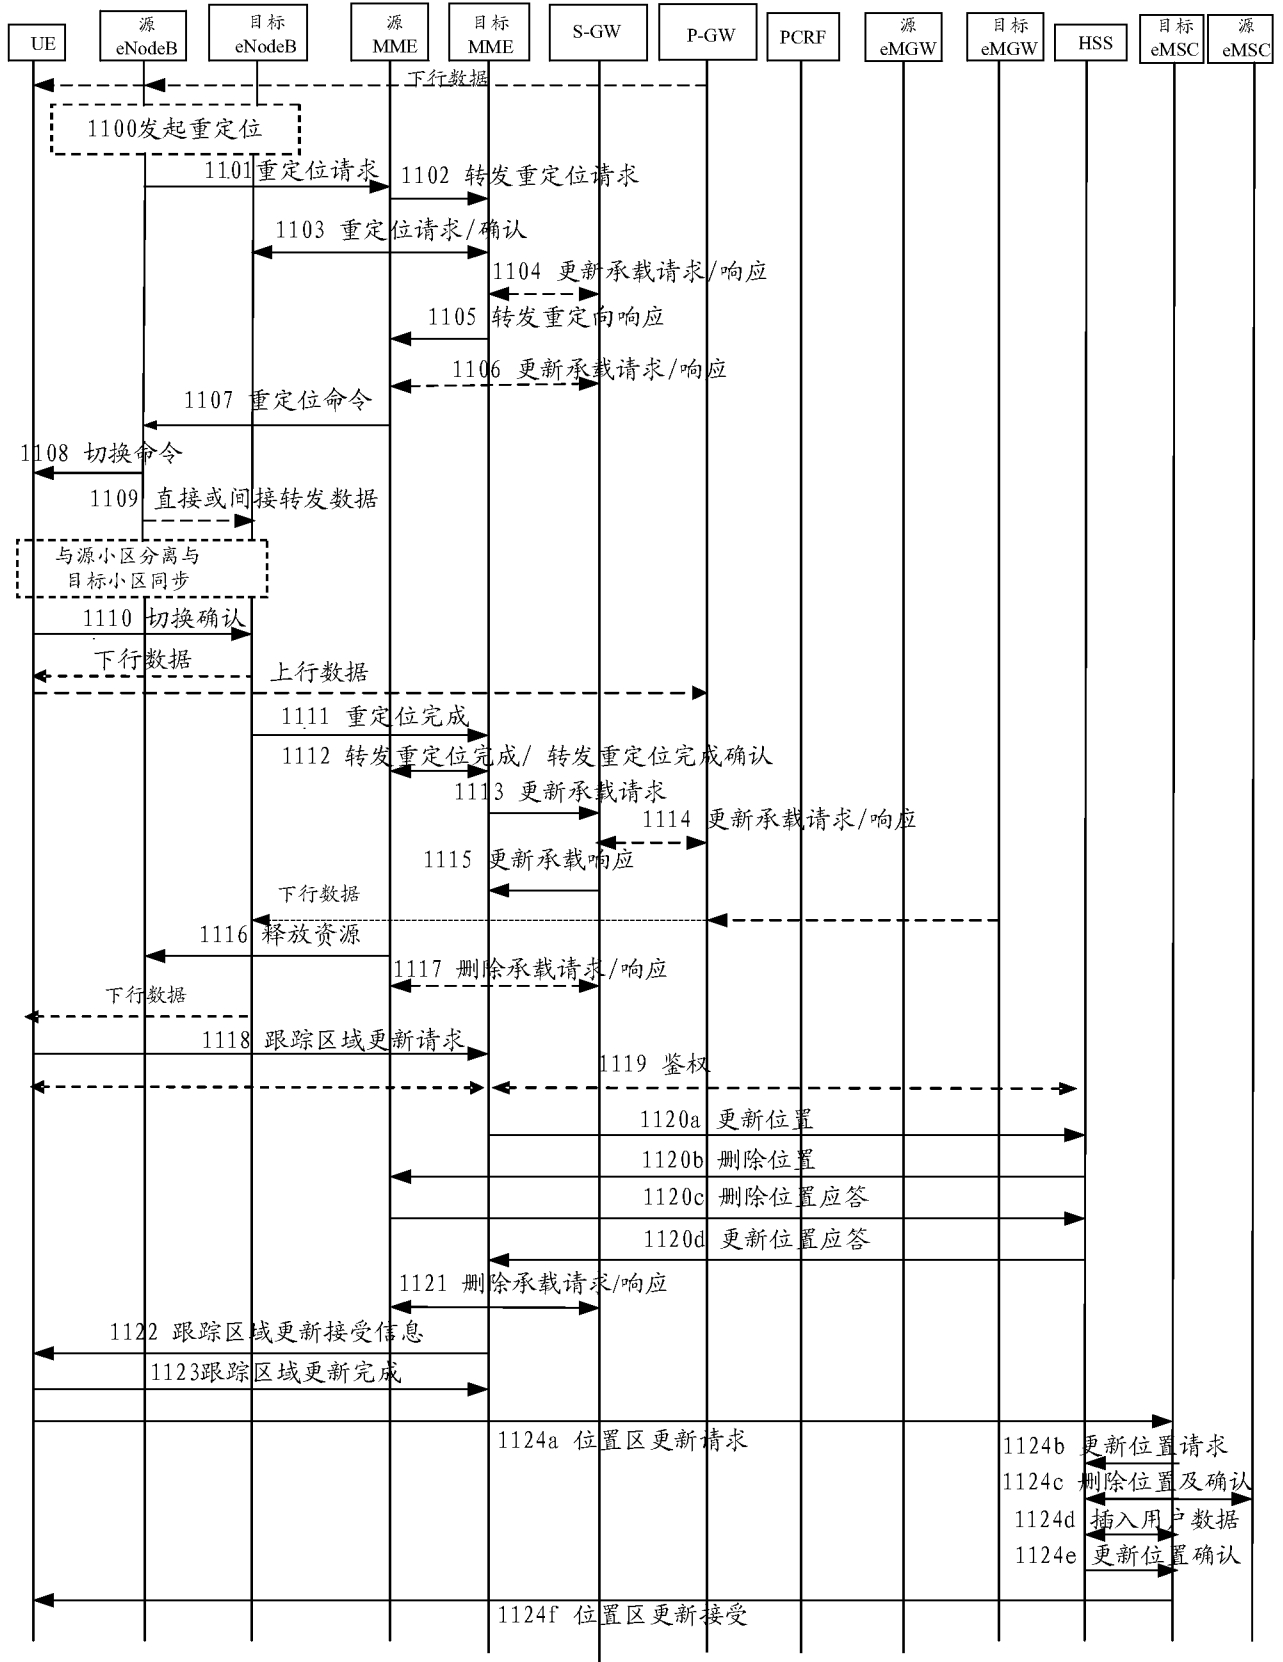 UE
源
eNodeB
目标
eNodeB
源
MME
目标
MME
S-GW
P-GW
PCRF
源
eMGW
目标
eMGW
HSS
目标
eMSC
源
eMSC
下行数据
1100发起重定位
1101重定位请求
1102 转发重定位请求
1103 重定位请求/确认
1104 更新承载请求/响应
1105 转发重定向响应
1106 更新承载请求/响应
1107 重定位命令
1108 切换命令
1109 直接或间接转发数据
与源小区分离与
目标小区同步
1110 切换确认
下行数据
上行数据
1111 重定位完成
1112 转发重定位完成/ 转发重定位完成确认
1113 更新承载请求
1114 更新承载请求/响应
1115 更新承载响应
下行数据
1116 释放资源
1117 删除承载请求/响应
下行数据
1118 跟踪区域更新请求
1119 鉴权
1120a 更新位置
1120b 删除位置
1120c 删除位置应答
1120d 更新位置应答
1121 删除承载请求/响应
1122 跟踪区域更新接受信息
1123跟踪区域更新完成
1124a 位置区更新请求
1124b 更新位置请求
1124c 删除位置及确认
1124d 插入用户数据
1124e 更新位置确认
1124f 位置区更新接受